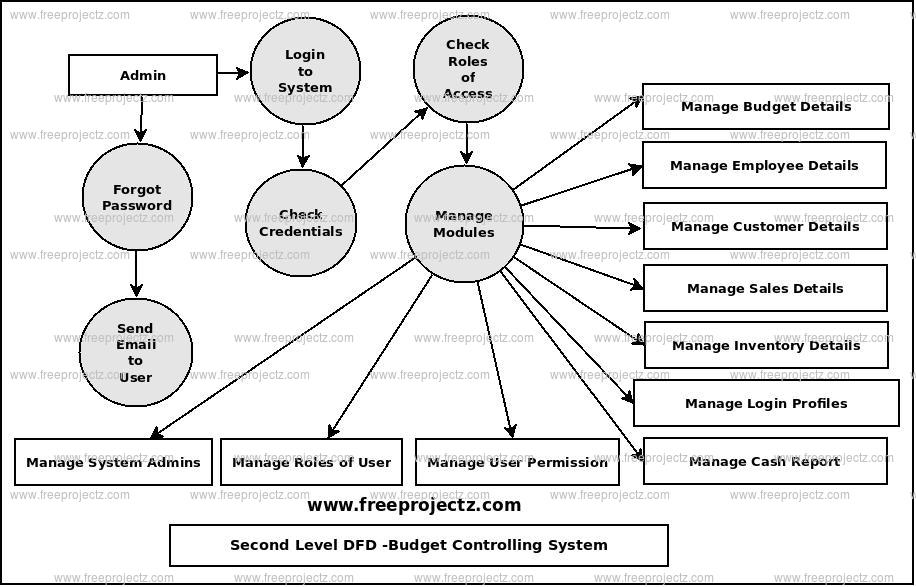 Login
to
System
Check
Roles
of
Access
Admin
Manage Budget Details
Manage Employee Details
Forgot
Password
Check
Credentials
Manage
Modules
Manage Customer Details
Manage Sales Details
Send
Email
to
User
Manage Inventory Details
Manage Login Profiles
Manage System Admins
Manage Roles of User
Manage User Permission
Manage Cash Report
www.freeprojectz.com
Second Level DFD -Budget Controlling System